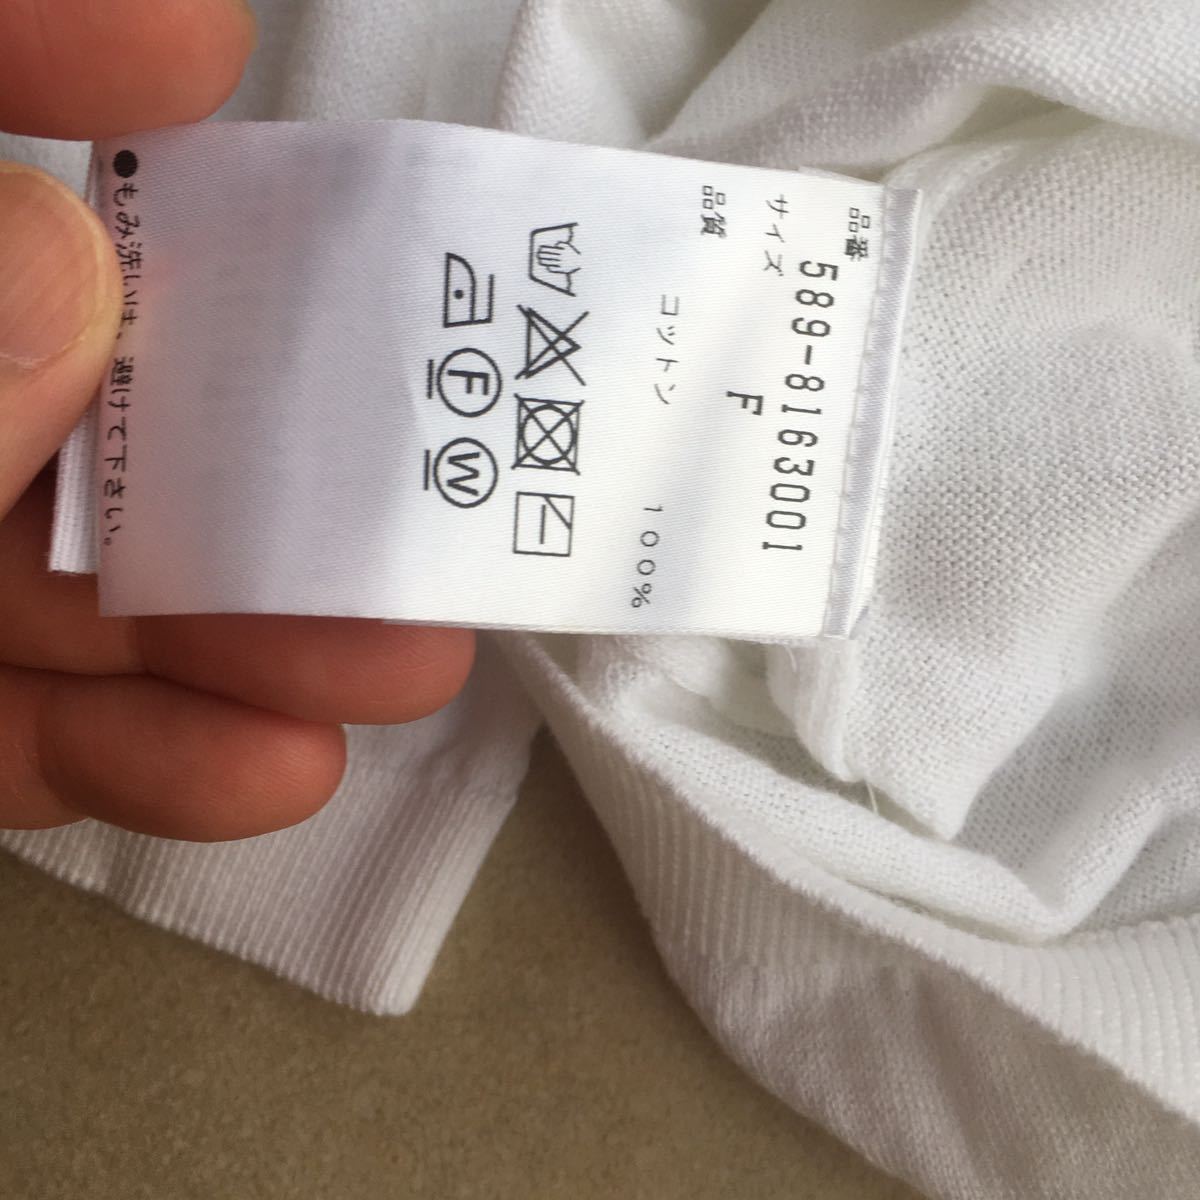 品番
589-8163001
サイズ
F
品質
コットン 100%
F W
●もみ洗いは、避けて下さい。